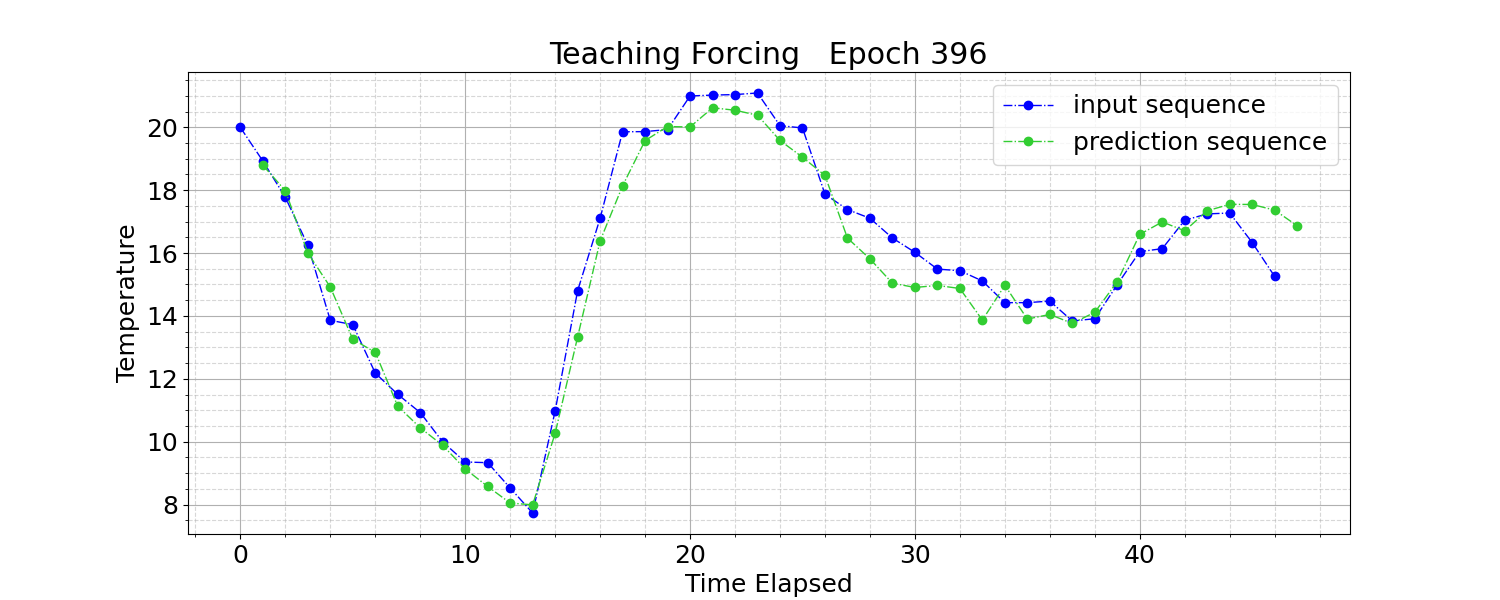 Teaching Forcing   Epoch 396
input sequence
prediction sequence
Temperature
20
18
16
14
12
10
8
0 10 20 30 40
Time Elapsed